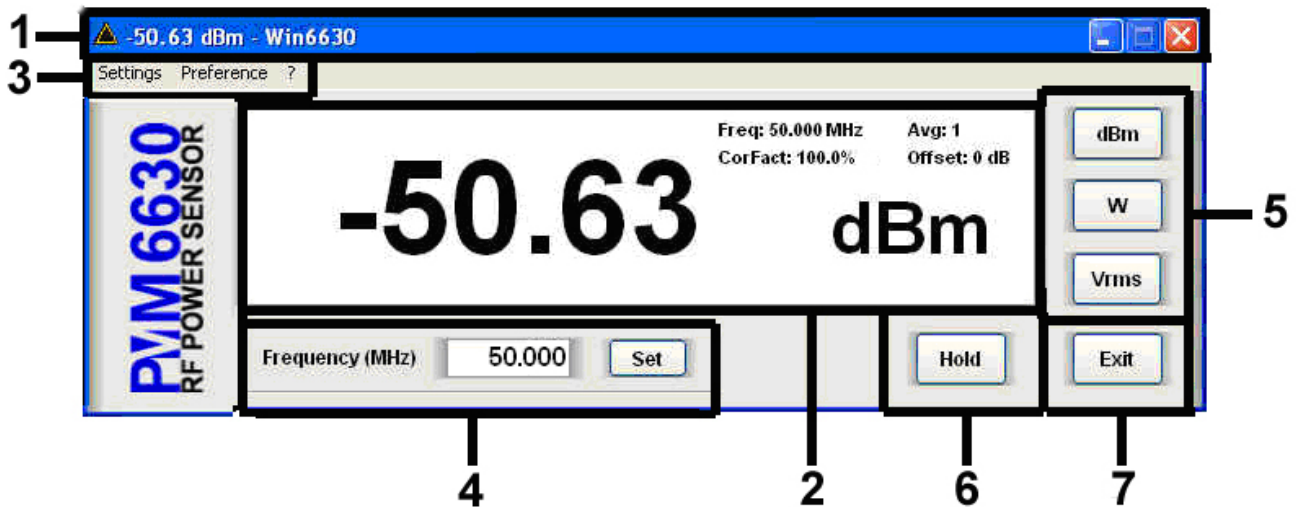 1
-50.63 dBm - Win6630
3
Settings Preference ?
PMM 6630
RF POWER SENSOR
Freq: 50.000 MHz Avg: 1
CorFact: 100.0% Offset: 0 dB
-50.63 dBm
dBm
W
Vrms
5
Frequency (MHz) 50.000 Set
Hold
Exit
4
2
6
7